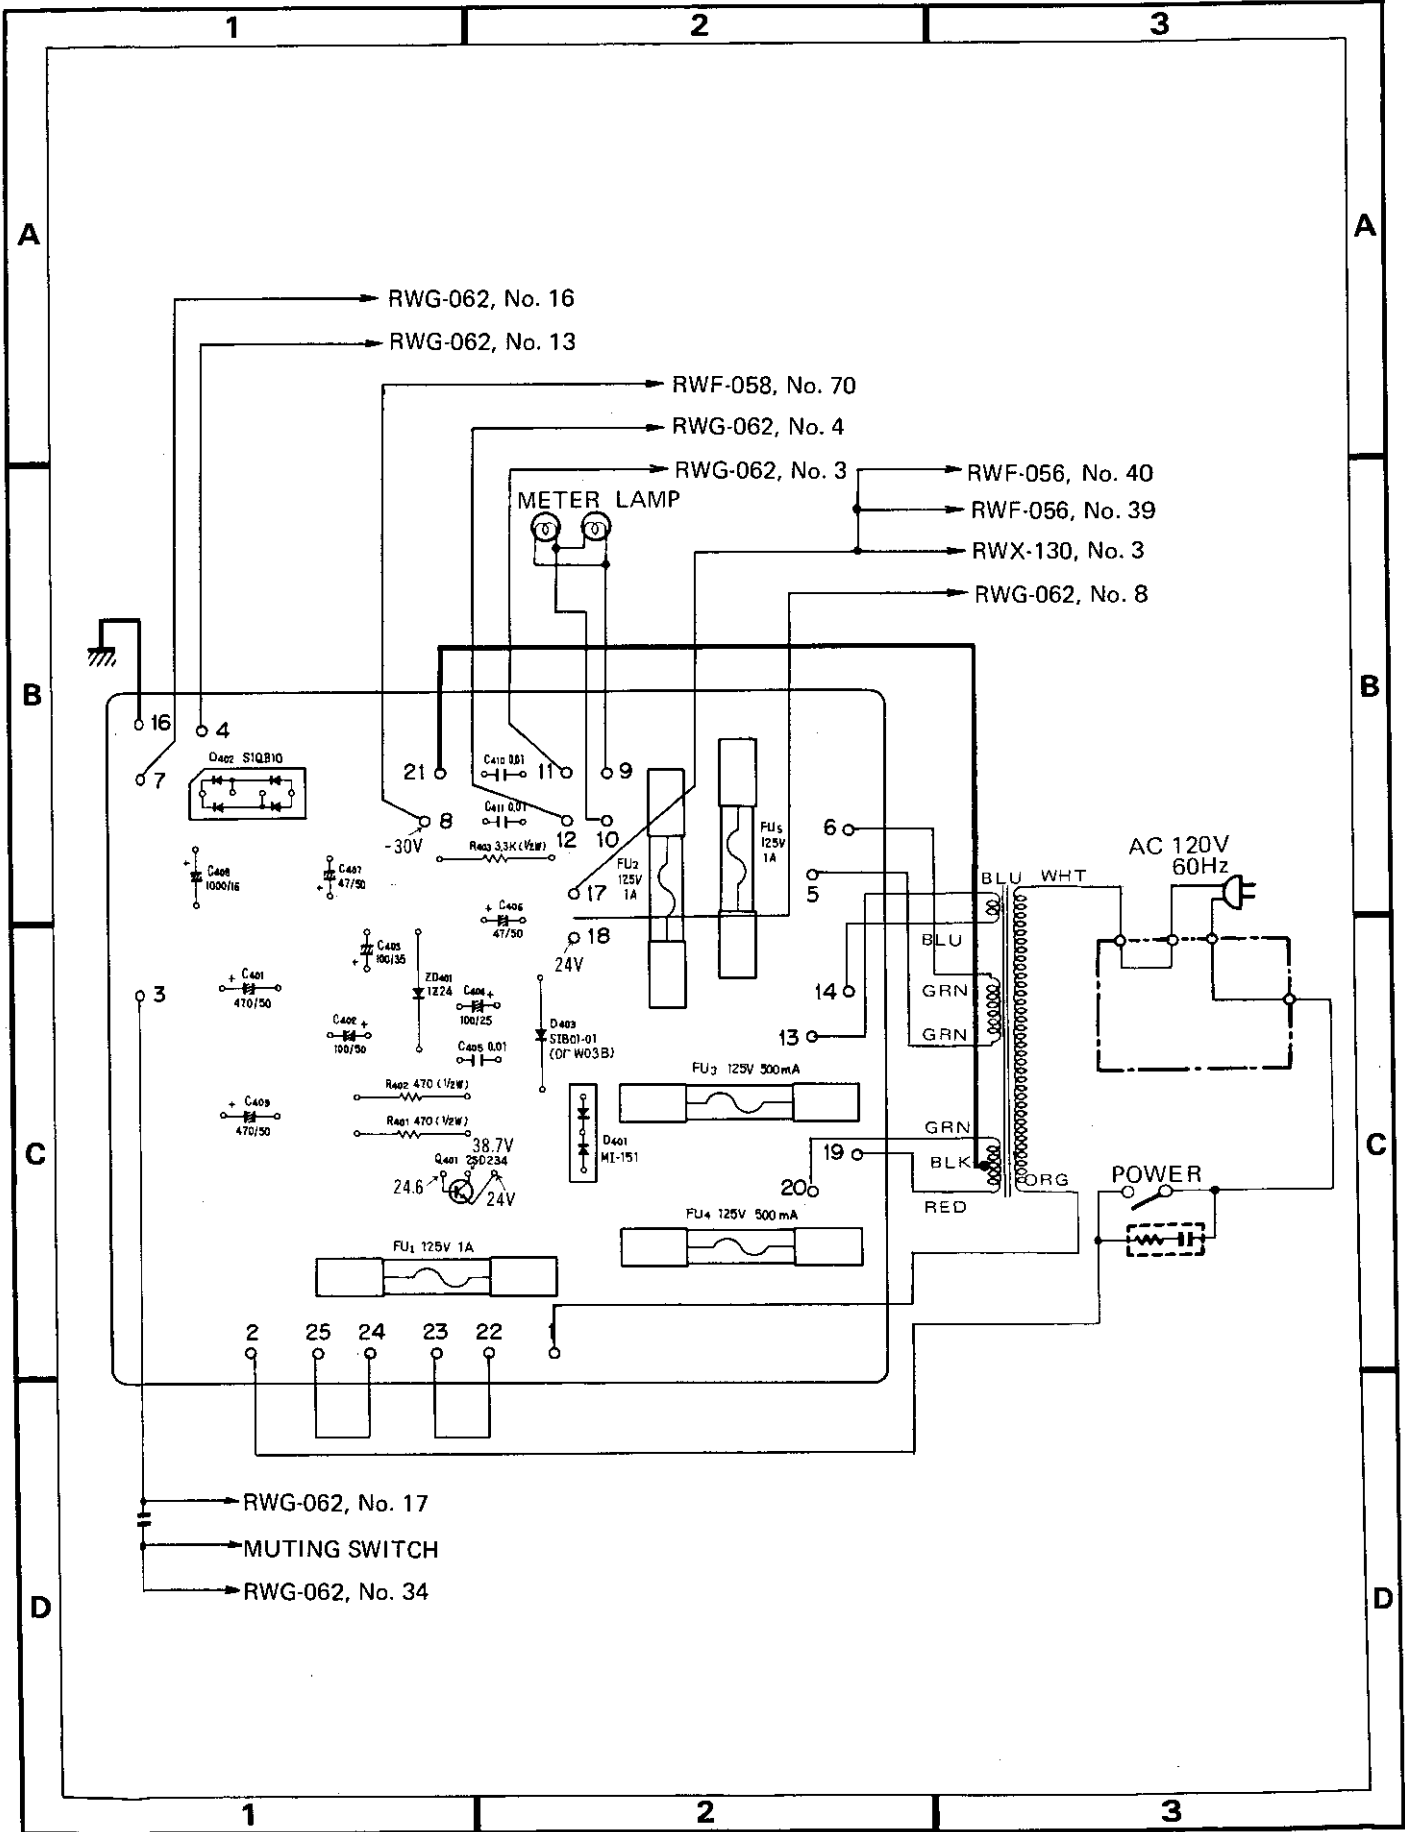 1 2 3
A A
RWG-062, No. 16
RWG-062, No. 13
RWF-058, No. 70
RWG-062, No. 4
RWG-062, No. 3
RWF-056, No. 40
METER LAMP
RWF-056, No. 39
RWX-130, No. 3
RWG-062, No. 8
B B
16 4
D402 S1QB10
7
21
C410 0.01
11 9
8
-30V
C411 0.01
12 10
R403 3.3K (1/2W)
C408
1000/16
C407
47/50
FU2
125V
1A
FU5
125V
1A
6
5
17
+ C406
47/50
18
24V
AC 120V
60Hz
BLU WHT
BLU
GRN
GRN
14
13
3
+ C401
470/50
C403
100/35
ZD401
1Z24
C404 +
100/25
C402 +
100/50
C405 0.01
D403
SIB01-01
(or W03B)
FU3 125V 500mA
R402 470 (1/2W)
+ C409
470/50
R401 470 (1/2W)
D401
MI-151
38.7V
Q401 2SD234
24.6 24V
C C
GRN
19
BLK
20
ORG
RED
POWER
FU4 125V 500mA
FU1 125V 1A
2 25 24 23 22 1
RWG-062, No. 17
MUTING SWITCH
RWG-062, No. 34
D D
1 2 3